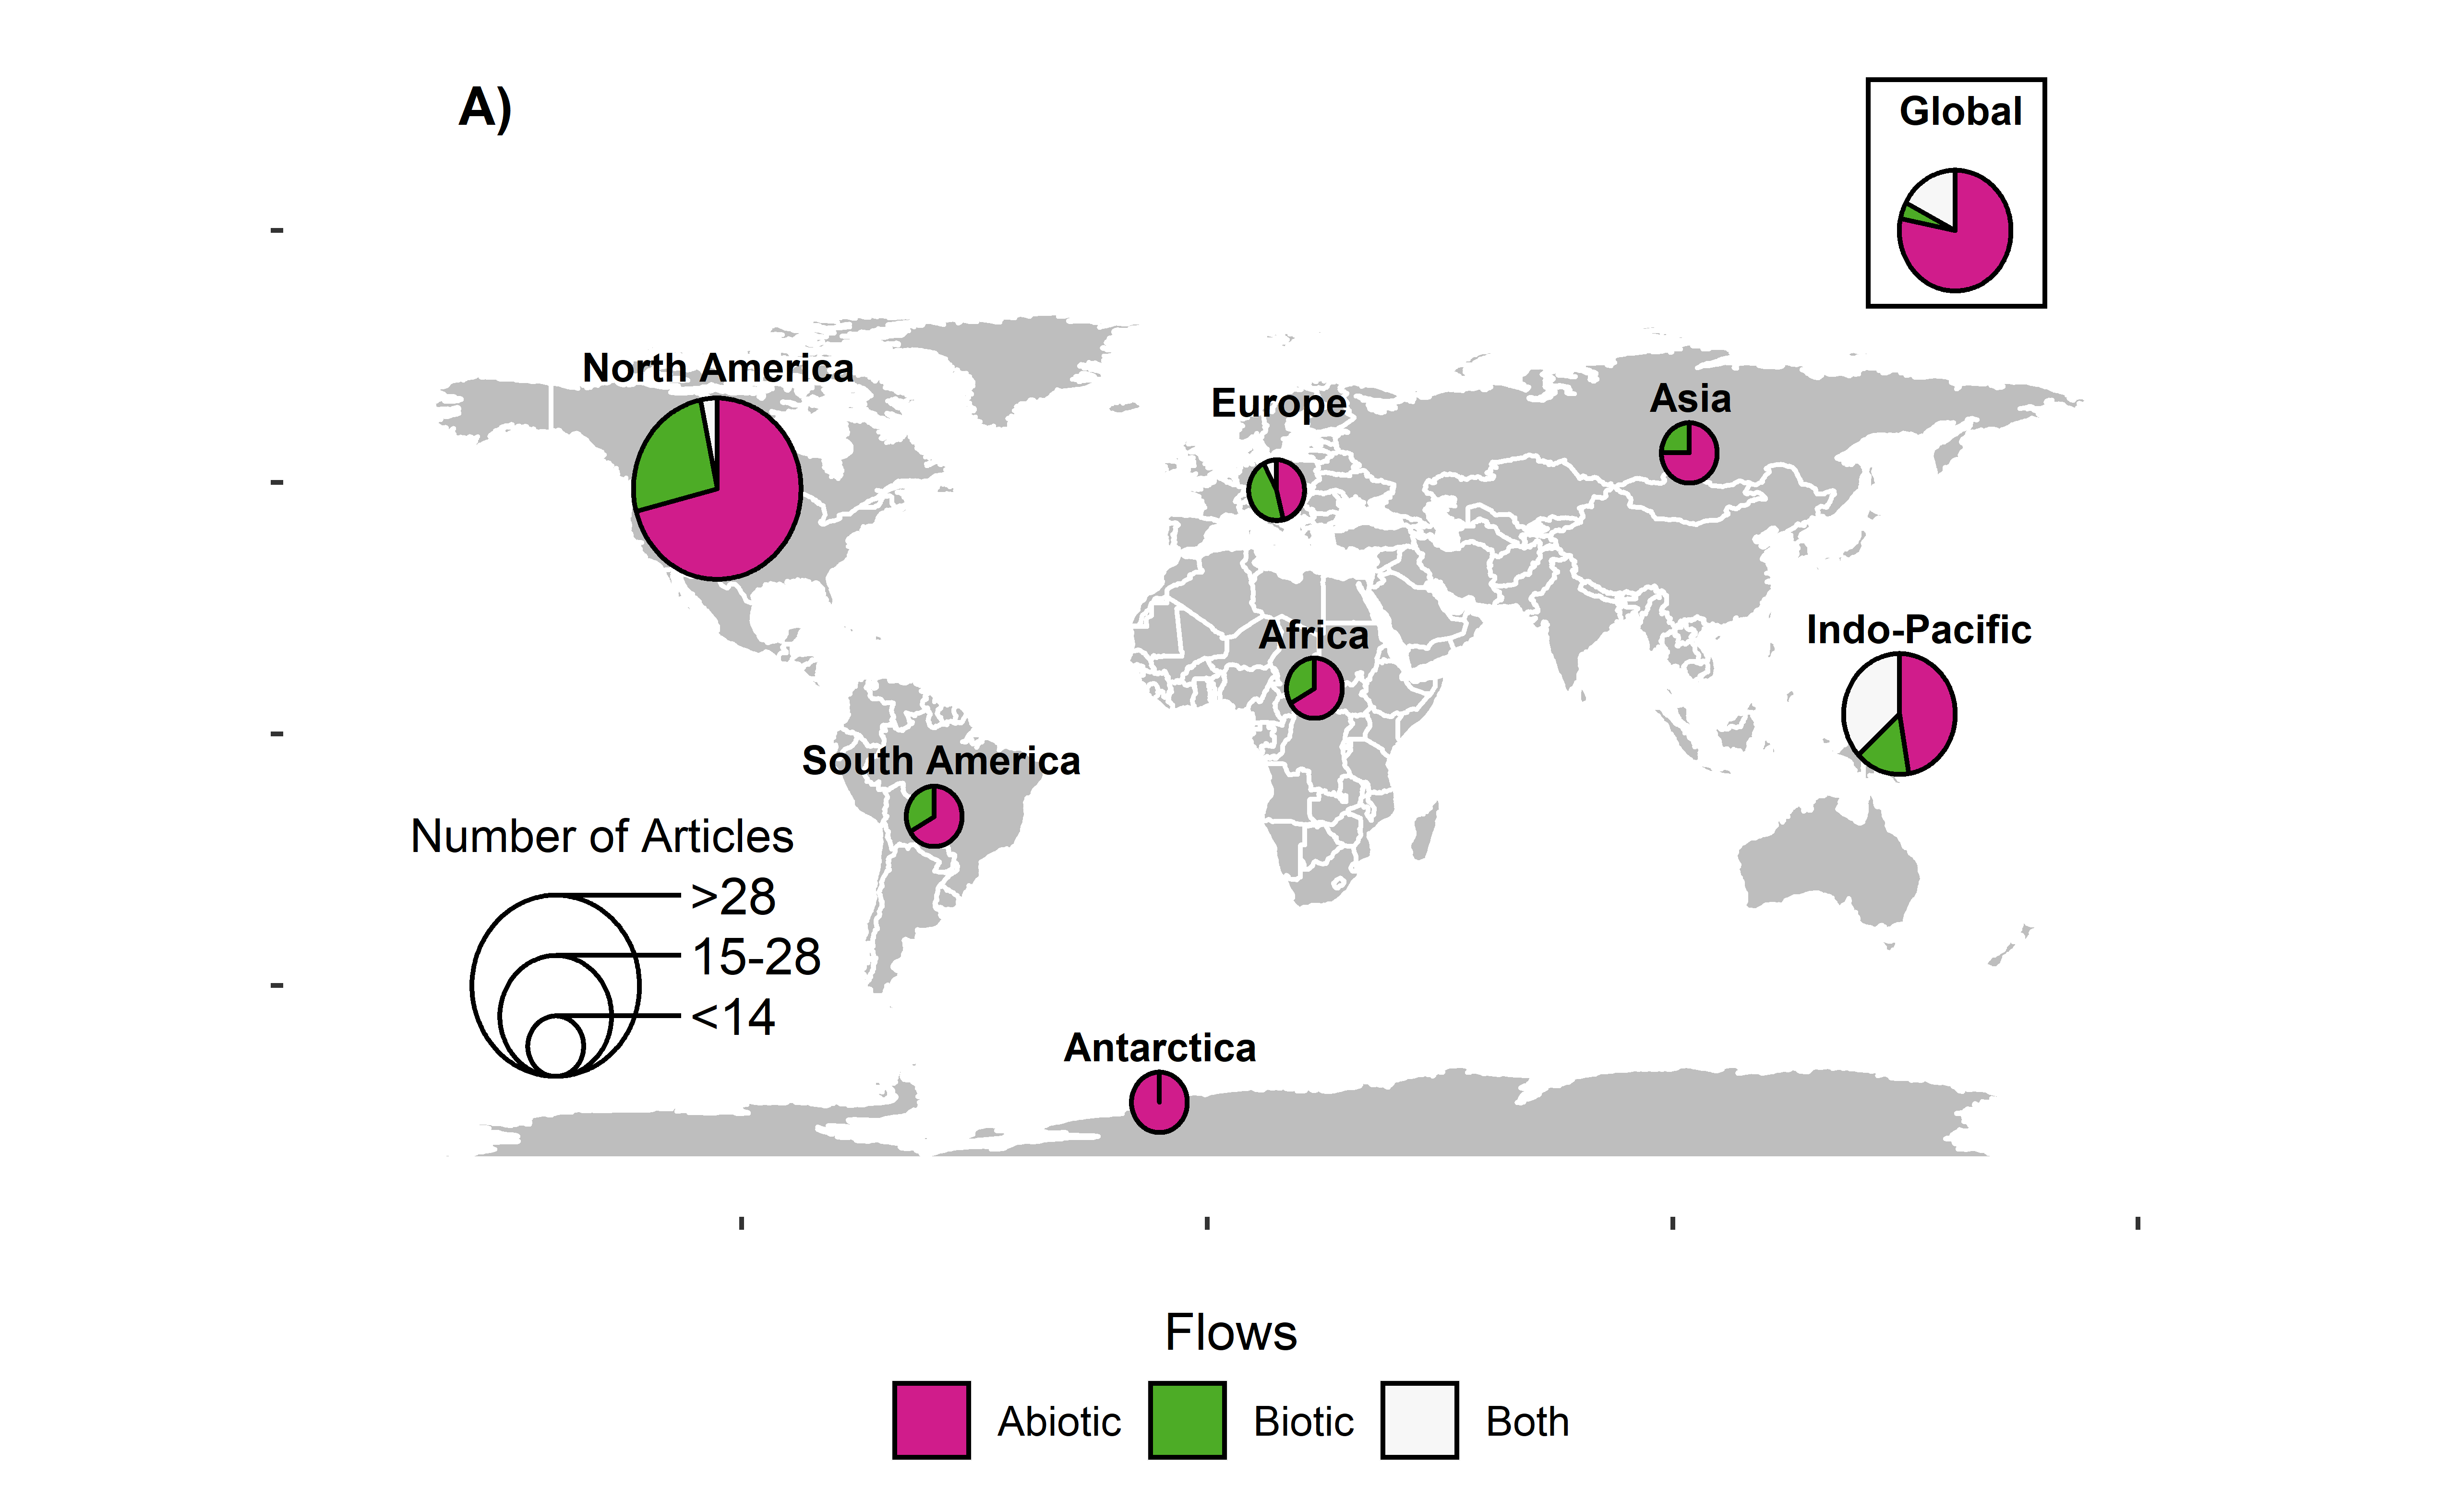 A)
Global
North America
Europe
Asia
Africa
Indo-Pacific
South America
Number of Articles
>28
15-28
<14
Antarctica
Flows
Abiotic
Biotic
Both